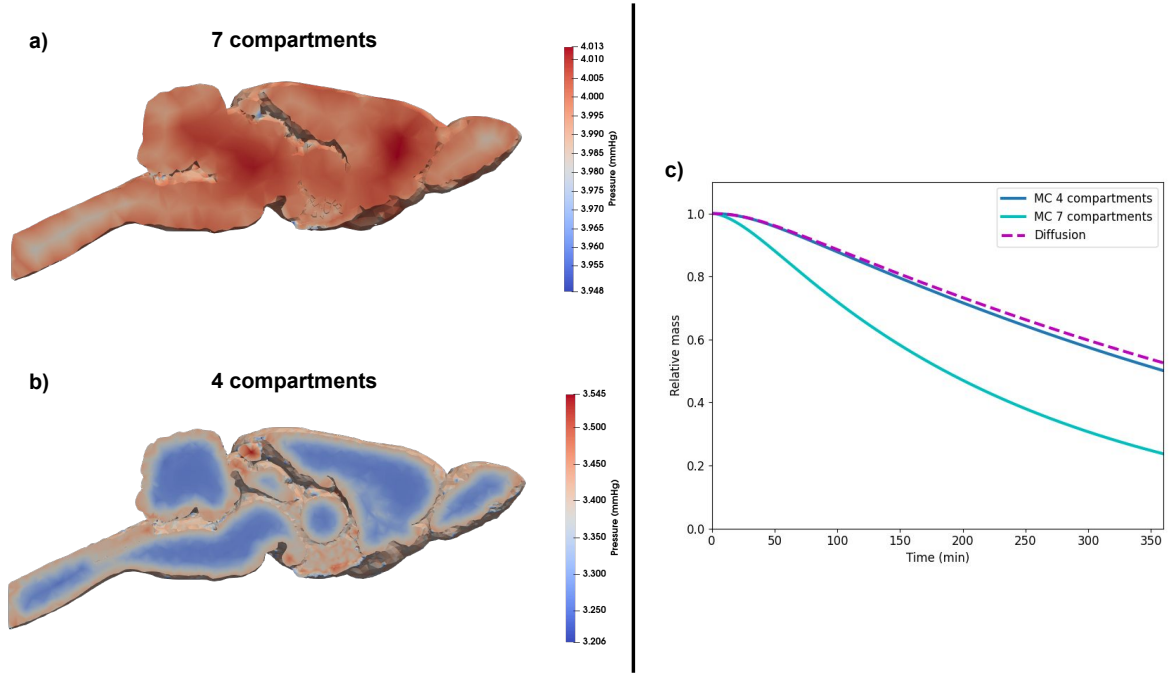 a)
7 compartments
4.013
4.010
4.005
4.000
3.995
3.990
3.985
3.980
3.975
3.970
3.965
3.960
3.955
3.948
Pressure (mmHg)
b)
4 compartments
3.545
3.500
3.450
3.400
3.350
3.300
3.250
3.206
Pressure (mmHg)
c)
MC 4 compartments
MC 7 compartments
Diffusion
1.0
0.8
0.6
0.4
0.2
0.0
Relative mass
0 50 100 150 200 250 300 350
Time (min)